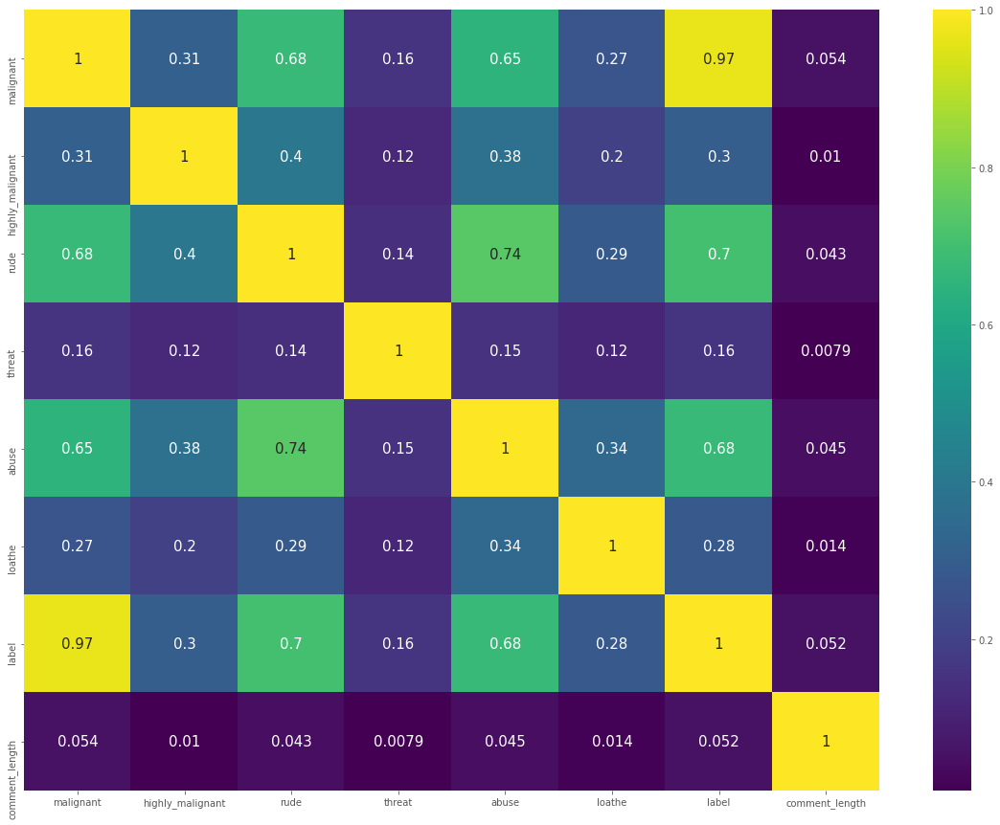 malignant 1 0.31 0.68 0.16 0.65 0.27 0.97 0.054
highly_malignant 0.31 1 0.4 0.12 0.38 0.2 0.3 0.01
rude 0.68 0.4 1 0.14 0.74 0.29 0.7 0.043
threat 0.16 0.12 0.14 1 0.15 0.12 0.16 0.0079
abuse 0.65 0.38 0.74 0.15 1 0.34 0.68 0.045
loathe 0.27 0.2 0.29 0.12 0.34 1 0.28 0.014
label 0.97 0.3 0.7 0.16 0.68 0.28 1 0.052
comment_length 0.054 0.01 0.043 0.0079 0.045 0.014 0.052 1
malignant highly_malignant rude threat abuse loathe label comment_length
1.0
0.8
0.6
0.4
0.2